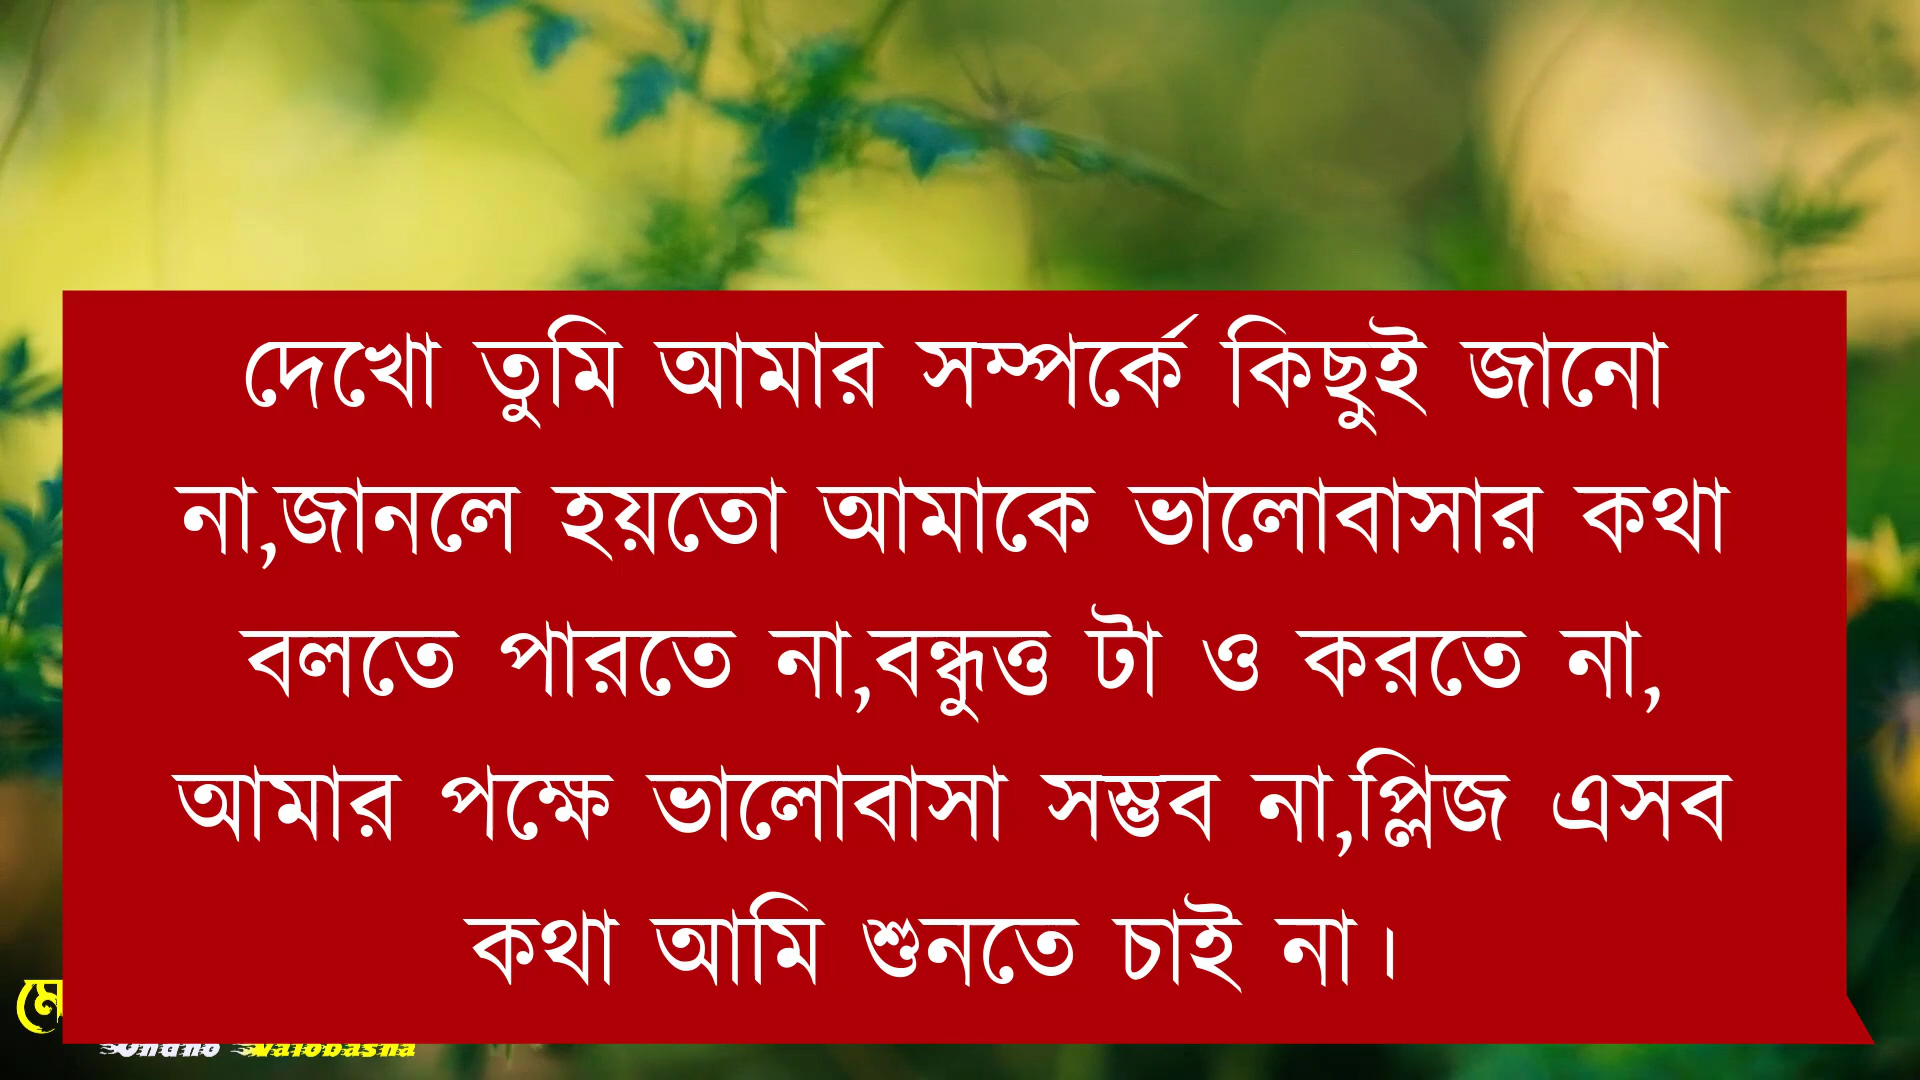 দেখো তুমি আমার সম্পর্কে কিছুই জানো
না,জানলে হয়তো আমাকে ভালোবাসার কথা
বলতে পারতে না,বন্ধুত্ত টা ও করতে না,
আমার পক্ষে ভালোবাসা সম্ভব না,প্লিজ এসব
কথা আমি শুনতে চাই না।
Valobasha